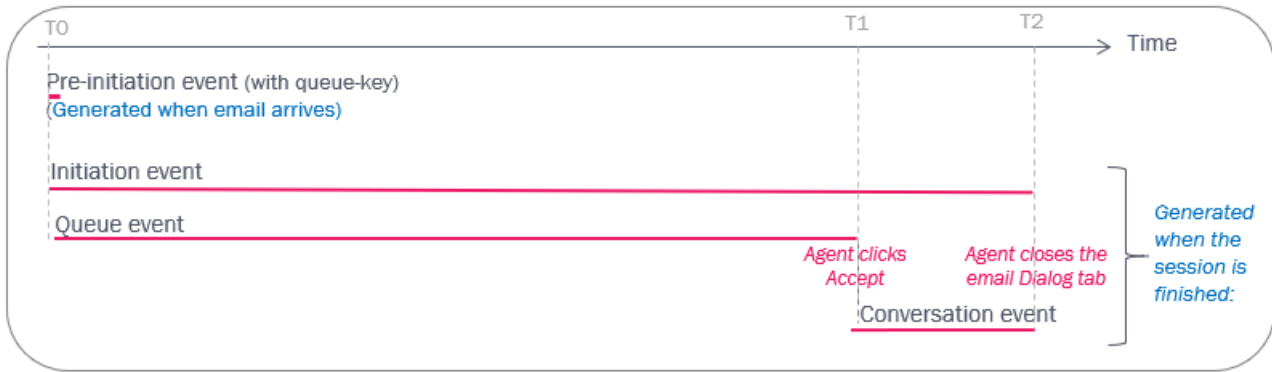 T0
T1
T2
Time
Pre-initiation event (with queue-key)
(Generated when email arrives)
Initiation event
Queue event
Agent clicks
Accept
Agent closes the
email Dialog tab
Conversation event
Generated
when the
session is
finished: